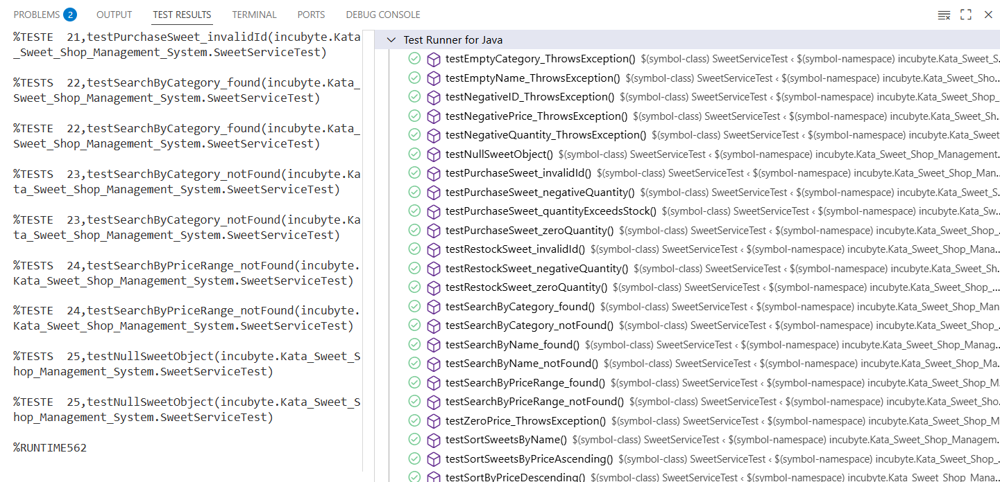 PROBLEMS 2 OUTPUT TEST RESULTS TERMINAL PORTS DEBUG CONSOLE
%TESTE 21,testPurchaseSweet_invalidId(incubyte.Kata
_Sweet_Shop_Management_System.SweetServiceTest)
%TESTS 22,testSearchByCategory_found(incubyte.Kata_
Sweet_Shop_Management_System.SweetServiceTest)
%TESTE 22,testSearchByCategory_found(incubyte.Kata_
Sweet_Shop_Management_System.SweetServiceTest)
%TESTS 23,testSearchByCategory_notFound(incubyte.Ka
ta_Sweet_Shop_Management_System.SweetServiceTest)
%TESTE 23,testSearchByCategory_notFound(incubyte.Ka
ta_Sweet_Shop_Management_System.SweetServiceTest)
%TESTS 24,testSearchByPriceRange_notFound(incubyte.
Kata_Sweet_Shop_Management_System.SweetServiceTest)
%TESTE 24,testSearchByPriceRange_notFound(incubyte.
Kata_Sweet_Shop_Management_System.SweetServiceTest)
%TESTS 25,testNullSweetObject(incubyte.Kata_Sweet_S
hop_Management_System.SweetServiceTest)
%TESTE 25,testNullSweetObject(incubyte.Kata_Sweet_S
hop_Management_System.SweetServiceTest)
%RUNTIME562
Test Runner for Java
testEmptyCategory_ThrowsException() $(symbol-class) SweetServiceTest ‹ $(symbol-namespace) incubyte.Kata_Sweet_S...
testEmptyName_ThrowsException() $(symbol-class) SweetServiceTest ‹ $(symbol-namespace) incubyte.Kata_Sweet_Sho...
testNegativeID_ThrowsException() $(symbol-class) SweetServiceTest ‹ $(symbol-namespace) incubyte.Kata_Sweet_Shop_
testNegativePrice_ThrowsException() $(symbol-class) SweetServiceTest ‹ $(symbol-namespace) incubyte.Kata_Sweet_Sh...
testNegativeQuantity_ThrowsException() $(symbol-class) SweetServiceTest ‹ $(symbol-namespace) incubyte.Kata_Sweet
testNullSweetObject() $(symbol-class) SweetServiceTest ‹ $(symbol-namespace) incubyte.Kata_Sweet_Shop_Management...
testPurchaseSweet_invalidId() $(symbol-class) SweetServiceTest ‹ $(symbol-namespace) incubyte.Kata_Sweet_Shop_Man...
testPurchaseSweet_negativeQuantity() $(symbol-class) SweetServiceTest ‹ $(symbol-namespace) incubyte.Kata_Sweet_S...
testPurchaseSweet_quantityExceedsStock() $(symbol-class) SweetServiceTest ‹ $(symbol-namespace) incubyte.Kata_Sw...
testPurchaseSweet_zeroQuantity() $(symbol-class) SweetServiceTest ‹ $(symbol-namespace) incubyte.Kata_Sweet_Shop_
testRestockSweet_invalidId() $(symbol-class) SweetServiceTest ‹ $(symbol-namespace) incubyte.Kata_Sweet_Shop_Mana...
testRestockSweet_negativeQuantity() $(symbol-class) SweetServiceTest ‹ $(symbol-namespace) incubyte.Kata_Sweet_Sh...
testRestockSweet_zeroQuantity() $(symbol-class) SweetServiceTest ‹ $(symbol-namespace) incubyte.Kata_Sweet_Shop_...
testSearchByCategory_found() $(symbol-class) SweetServiceTest ‹ $(symbol-namespace) incubyte.Kata_Sweet_Shop_Man
testSearchByCategory_notFound() $(symbol-class) SweetServiceTest ‹ $(symbol-namespace) incubyte.Kata_Sweet_Shop_.
testSearchByName_found() $(symbol-class) SweetServiceTest ‹ $(symbol-namespace) incubyte.Kata_Sweet_Shop_Manag...
testSearchByName_notFound() $(symbol-class) SweetServiceTest ‹ $(symbol-namespace) incubyte.Kata_Sweet_Shop_Ma...
testSearchByPriceRange_found() $(symbol-class) SweetServiceTest ‹ $(symbol-namespace) incubyte.Kata_Sweet_Shop_M
testSearchByPriceRange_notFound() $(symbol-class) SweetServiceTest ‹ $(symbol-namespace) incubyte.Kata_Sweet_Sho.
testZeroPrice_ThrowsException() $(symbol-class) SweetServiceTest ‹ $(symbol-namespace) incubyte.Kata_Sweet_Shop_M
testSortSweetsByName() $(symbol-class) SweetServiceTest ‹ $(symbol-namespace) incubyte.Kata_Sweet_Shop_Managem...
testSortSweetsByPriceAscending() $(symbol-class) SweetServiceTest ‹ $(symbol-namespace) incubyte.Kata_Sweet_Shop_.
testSortByPriceDescending() $(symbol-class) SweetServiceTest ‹ $(symbol-namespace) incubyte.Kata_Sweet_Shop_Mana...